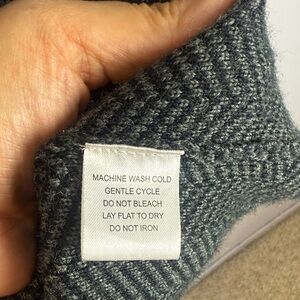 MACHINE WASH COLD
GENTLE CYCLE
DO NOT BLEACH
LAY FLAT TO DRY
DO NOT IRON